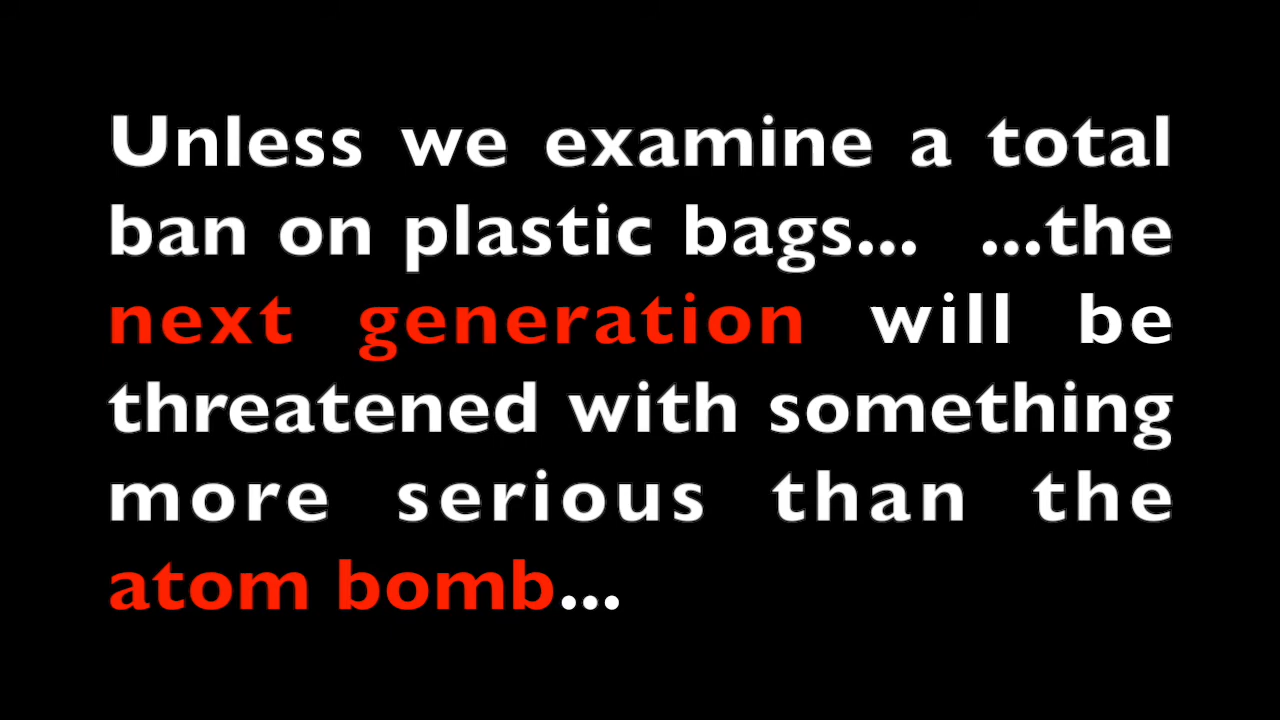 Unless we examine a total
ban on plastic bags... ...the
next generation will be
threatened with something
more serious than the
atom bomb...